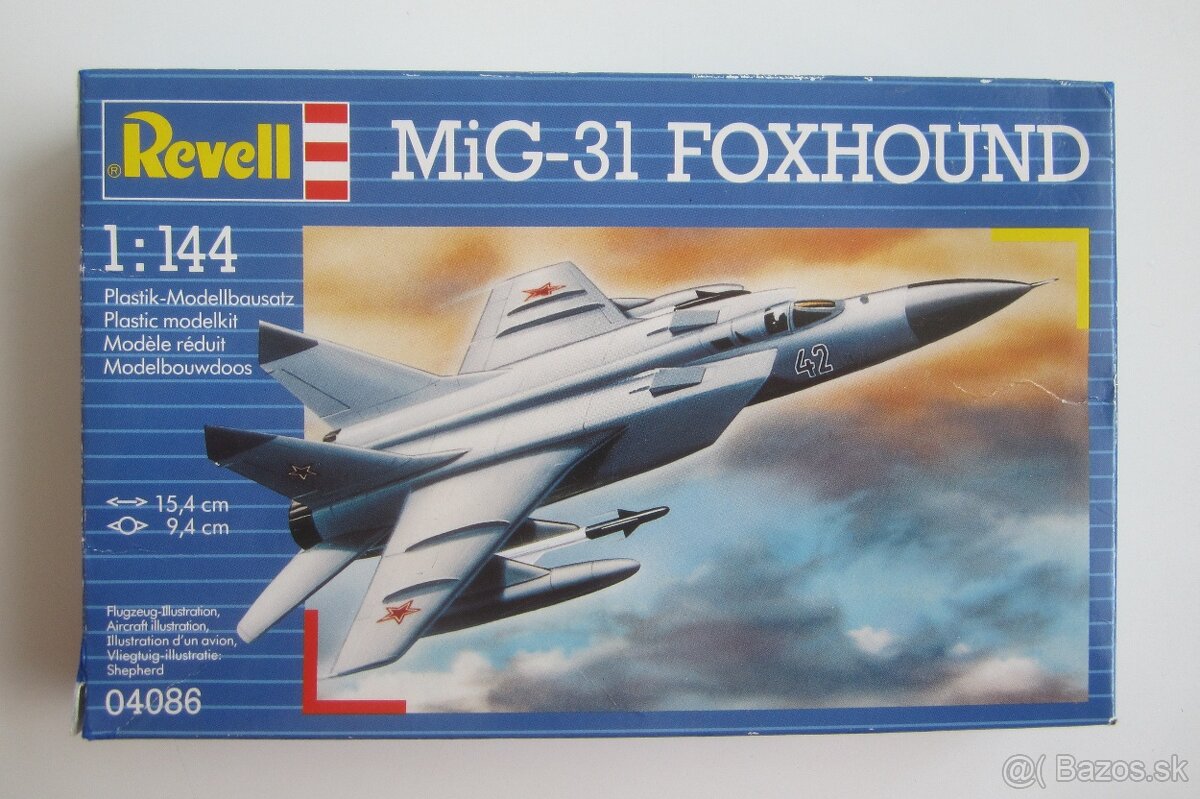 ® Revell
MiG-31 FOXHOUND
1:144
Plastik-Modellbausatz
Plastic modelkit
Modèle réduit
Modelbouwdoos
42
15,4 cm
9,4 cm
Flugzeug-Illustration,
Aircraft illustration,
Illustration d'un avion,
Vliegtuig-illustratie:
Shepherd
04086
@( Bazos.sk